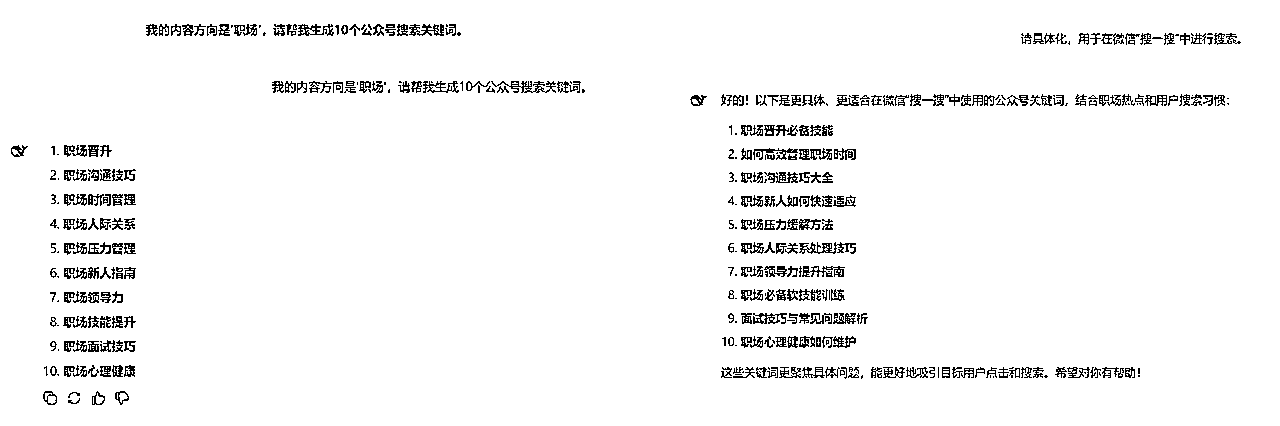 我的内容方向是'职场'，请帮我生成10个公众号搜索关键词。
我的内容方向是'职场'，请帮我生成10个公众号搜索关键词。
1. 职场晋升
2. 职场沟通技巧
3. 职场时间管理
4. 职场人际关系
5. 职场压力管理
6. 职场新人指南
7. 职场领导力
8. 职场技能提升
9. 职场面试技巧
10. 职场心理健康
请具体化，用于在微信"搜一搜"中进行搜索。
好的！以下是更具体、更适合在微信"搜一搜"中使用的公众号关键词，结合职场热点和用户搜索习惯：
1. 职场晋升必备技能
2. 如何高效管理职场时间
3. 职场沟通技巧大全
4. 职场新人如何快速适应
5. 职场压力缓解方法
6. 职场人际关系处理技巧
7. 职场领导力提升指南
8. 职场必备软技能训练
9. 面试技巧与常见问题解析
10. 职场心理健康如何维护
这些关键词更聚焦具体问题，能更好地吸引目标用户点击和搜索。希望对你有帮助！